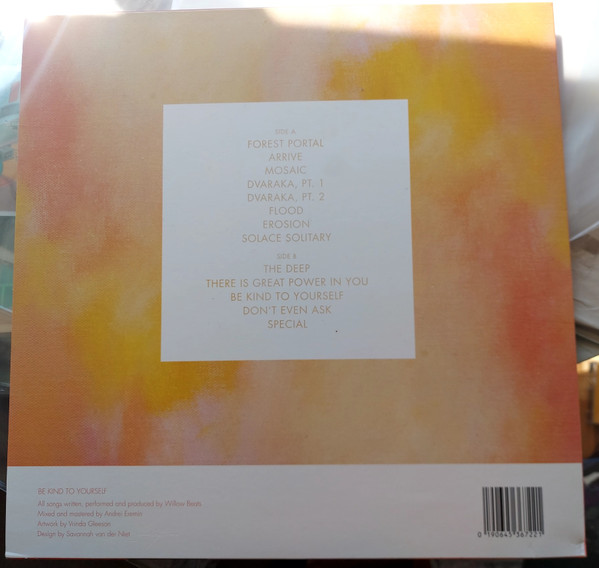 SIDE A
FOREST PORTAL
ARRIVE
MOSAIC
DVARAKA, PT. 1
DVARAKA, PT. 2
FLOOD
EROSION
SOLACE SOLITARY
SIDE B
THE DEEP
THERE IS GREAT POWER IN YOU
BE KIND TO YOURSELF
DON'T EVEN ASK
SPECIAL
BE KIND TO YOURSELF
All songs written, performed and produced by Willow Beats
Mixed and mastered by Andrei Eremin
Artwork by Gleeson
Design by Savannah van der Niet
0 190645 367221